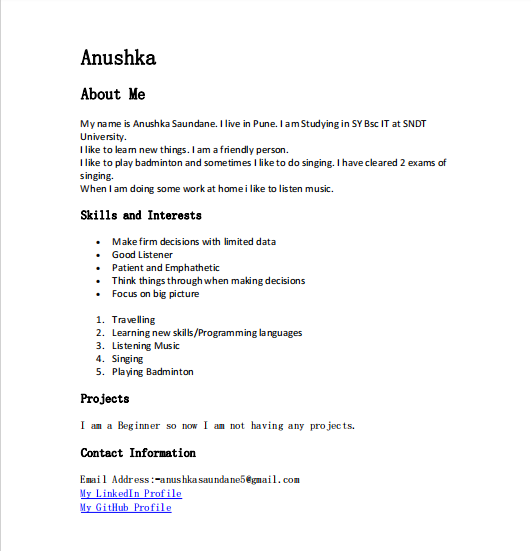 Anushka
About Me
My name is Anushka Saundane. I live in Pune. I am Studying in SY Bsc IT at SNDT
University.
I like to learn new things. I am a friendly person.
I like to play badminton and sometimes I like to do singing. I have cleared 2 exams of
singing.
When I am doing some work at home i like to listen music.
Skills and Interests
• Make firm decisions with limited data
• Good Listener
• Patient and Emphathetic
• Think things through when making decisions
• Focus on big picture
1. Travelling
2. Learning new skills/Programming languages
3. Listening Music
4. Singing
5. Playing Badminton
Projects
I am a Beginner so now I am not having any projects.
Contact Information
Email Address:-anushkasaundane5@gmail.com
My LinkedIn Profile
My GitHub Profile